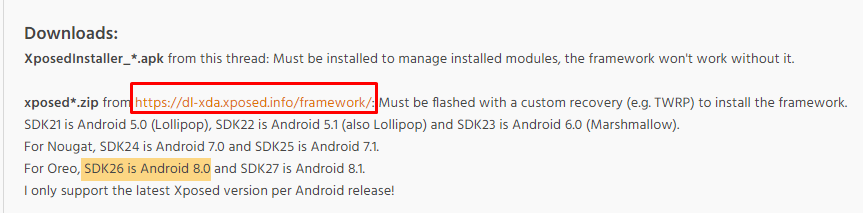 Downloads:
XposedInstaller_*.apk from this thread: Must be installed to manage installed modules, the framework won't work without it.
xposed*.zip from https://dl-xda.xposed.info/framework/: Must be flashed with a custom recovery (e.g. TWRP) to install the framework.
SDK21 is Android 5.0 (Lollipop), SDK22 is Android 5.1 (also Lollipop) and SDK23 is Android 6.0 (Marshmallow).
For Nougat, SDK24 is Android 7.0 and SDK25 is Android 7.1.
For Oreo, SDK26 is Android 8.0 and SDK27 is Android 8.1.
I only support the latest Xposed version per Android release!